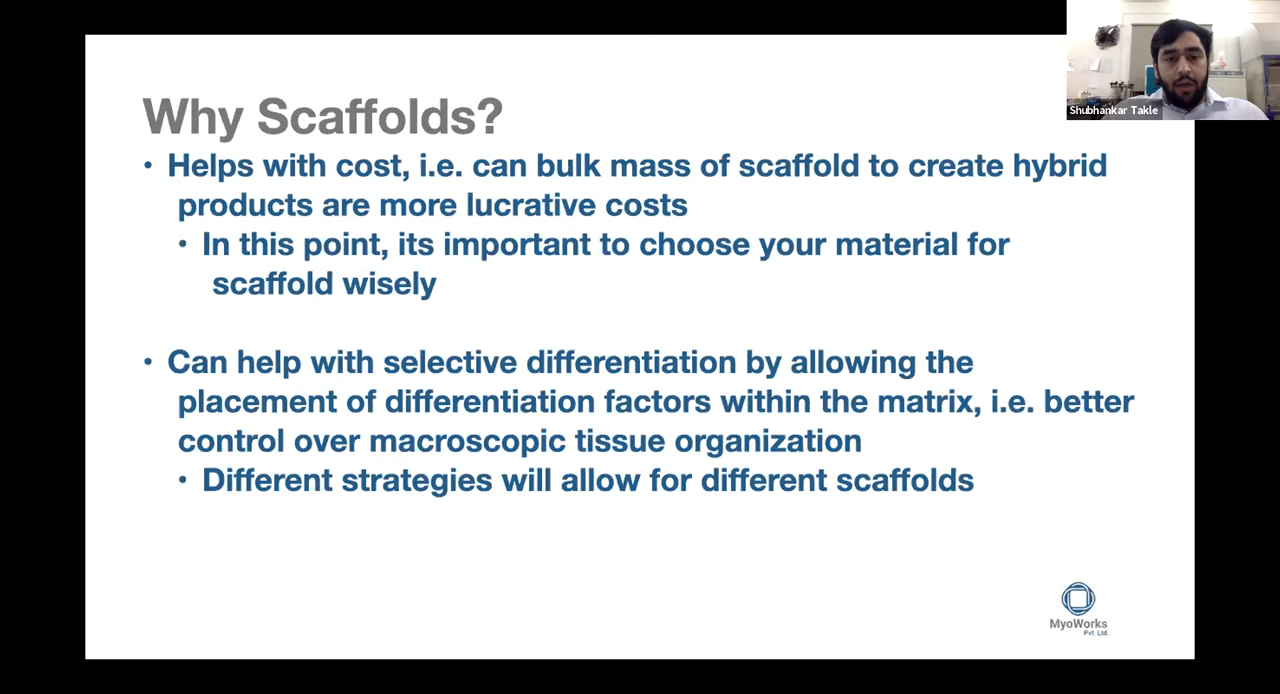 Why Scaffolds?
• Helps with cost, i.e. can bulk mass of scaffold to create hybrid
products are more lucrative costs
• In this point, its important to choose your material for
scaffold wisely
• Can help with selective differentiation by allowing the
placement of differentiation factors within the matrix, i.e. better
control over macroscopic tissue organization
• Different strategies will allow for different scaffolds
Shubhankar Takle
MyoWorks
Pvt. Ltd